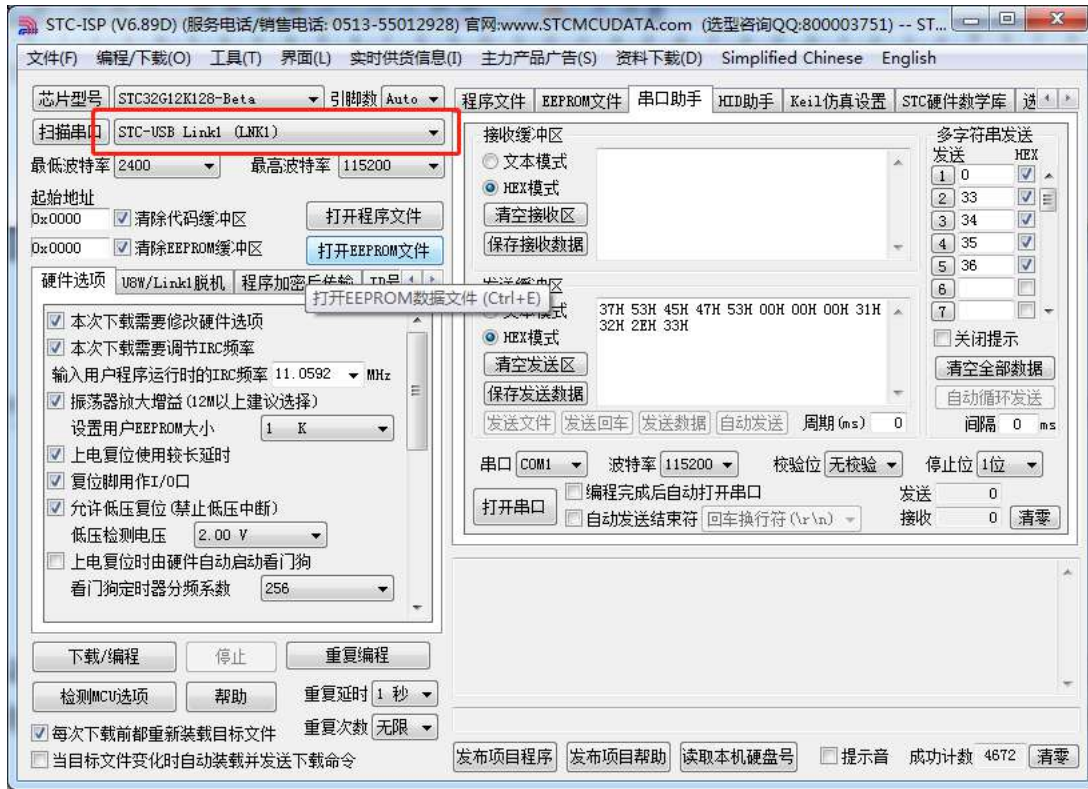 STC-ISP (V6.89D) (服务电话/销售电话: 0513-55012928) 官网:www.STCMCUDATA.com (选型咨询QQ:800003751) -- ST...
文件(F) 编程/下载(O) 工具(T) 界面(L) 实时供货信息(I) 主力产品广告(S) 资料下载(D) Simplified Chinese English
芯片型号 STC32G12K128-Beta 引脚数 Auto
扫描串口 STC-USB Link1 (LNK1)
最低波特率 2400 最高波特率 115200
起始地址
0x0000 清除代码缓冲区 打开程序文件
0x0000 清除EEPROM缓冲区 打开EEPROM文件
硬件选项 U8W/Link1脱机 程序加密后传输 ID号
打开EEPROM数据文件 (Ctrl+E)
本次下载需要修改硬件选项
本次下载需要调节IRC频率
输入用户程序运行时的IRC频率 11.0592 MHz
振荡器放大增益(12M以上建议选择)
设置用户EEPROM大小 1 K
上电复位使用较长延时
复位脚用作I/O口
允许低压复位(禁止低压中断)
低压检测电压 2.00 V
上电复位时由硬件自动启动看门狗
看门狗定时器分频系数 256
下载/编程 停止 重复编程
检测MCU选项 帮助 重复延时 1 秒
每次下载前都重新装载目标文件 重复次数 无限
当目标文件变化时自动装载并发送下载命令
程序文件 EEPROM文件 串口助手 HID助手 Keil仿真设置 STC硬件数学库 选
接收缓冲区
文本模式
HEX模式
清空接收区
保存接收数据
发送缓冲区
文本模式
HEX模式
清空发送区
保存发送数据
37H 53H 45H 47H 53H 00H 00H 00H 31H
32H 2EH 33H
多字符串发送
发送 HEX
1 0
2 33
3 34
4 35
5 36
6
7
关闭提示
清空全部数据
自动循环发送
间隔 0 ms
发送文件 发送回车 发送数据 自动发送 周期(ms) 0
串口 COM1 波特率 115200 校验位 无校验 停止位 1位
打开串口 编程完成后自动打开串口 发送 0
自动发送结束符 回车换行符(\r\n) 接收 0 清零
发布项目程序 发布项目帮助 读取本机硬盘号 提示音 成功计数 4672 清零